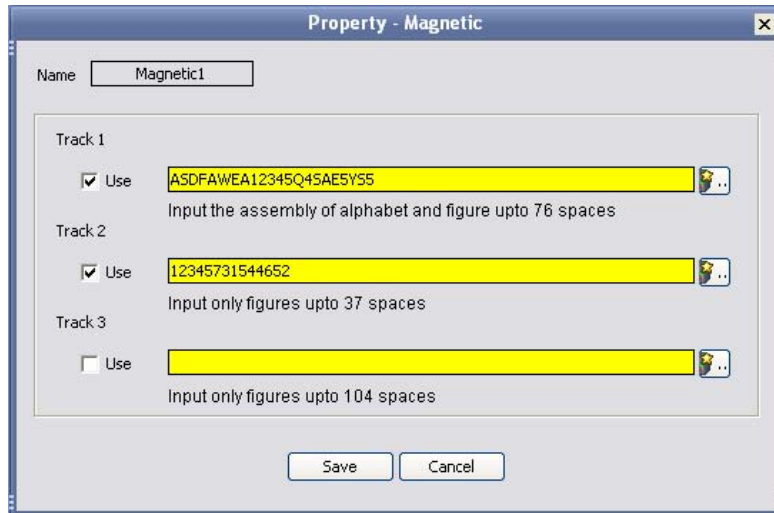 Property - Magnetic
Name Magnetic1
Track 1
Use ASDFAWEA12345Q4SAE5YS5
Input the assembly of alphabet and figure upto 76 spaces
Track 2
Use 12345731544652
Input only figures upto 37 spaces
Track 3
Use
Input only figures upto 104 spaces
Save Cancel